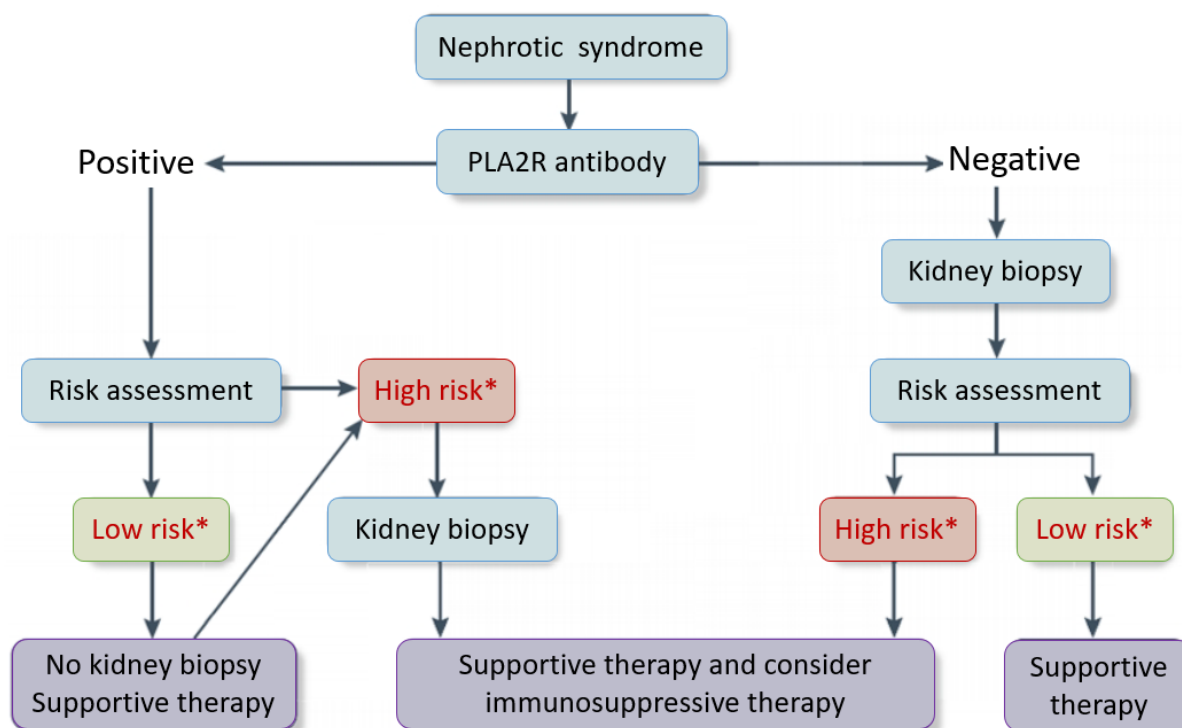 Nephrotic syndrome
PLA2R antibody
Positive
Negative
Kidney biopsy
Risk assessment
High risk*
Risk assessment
Low risk*
Kidney biopsy
High risk*
Low risk*
No kidney biopsy
Supportive therapy
Supportive therapy and consider
immunosuppressive therapy
Supportive
therapy